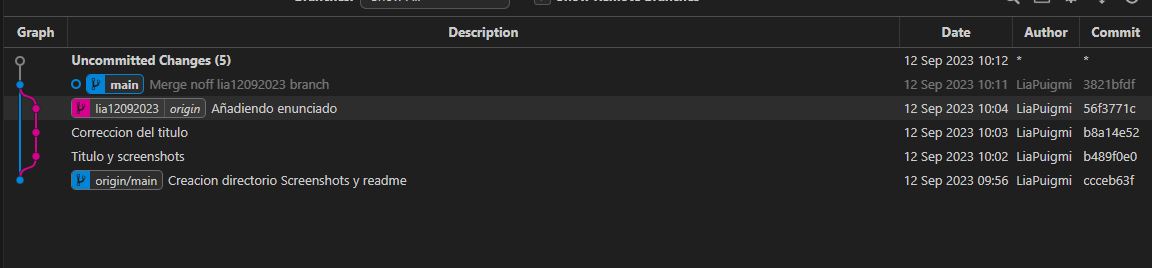 Graph Description Date Author Commit
Uncommitted Changes (5) 12 Sep 2023 10:12 * *
main Merge noff lia12092023 branch 12 Sep 2023 10:11 LiaPuigmi 3821bfdf
lia12092023 origin Añadiendo enunciado 12 Sep 2023 10:04 LiaPuigmi 56f3771c
Correccion del titulo 12 Sep 2023 10:03 LiaPuigmi b8a14e52
Titulo y screenshots 12 Sep 2023 10:02 LiaPuigmi b489f0e0
origin/main Creacion directorio Screenshots y readme 12 Sep 2023 09:56 LiaPuigmi ccceb63f